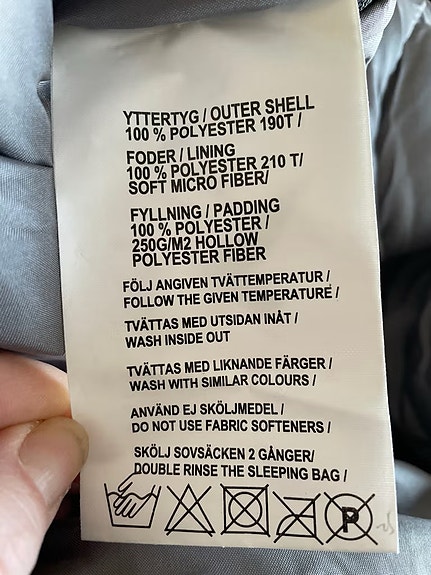 YTTERTYG / OUTER SHELL
100 % POLYESTER 190T /
FODER / LINING
100 % POLYESTER 210 T/
SOFT MICRO FIBER/
FYLLNING / PADDING
100 % POLYESTER /
250G/M2 HOLLOW
POLYESTER FIBER
FÖLJ ANGIVEN TVÄTTEMPERATUR /
FOLLOW THE GIVEN TEMPERATURE /
TVÄTTAS MED UTSIDAN INÅT /
WASH INSIDE OUT
TVÄTTAS MED LIKNANDE FÄRGER /
WASH WITH SIMILAR COLOURS /
ANVÄND EJ SKÖLJMEDEL /
DO NOT USE FABRIC SOFTENERS /
SKÖLJ SOVSÄCKEN 2 GÅNGER/
DOUBLE RINSE THE SLEEPING BAG /
P